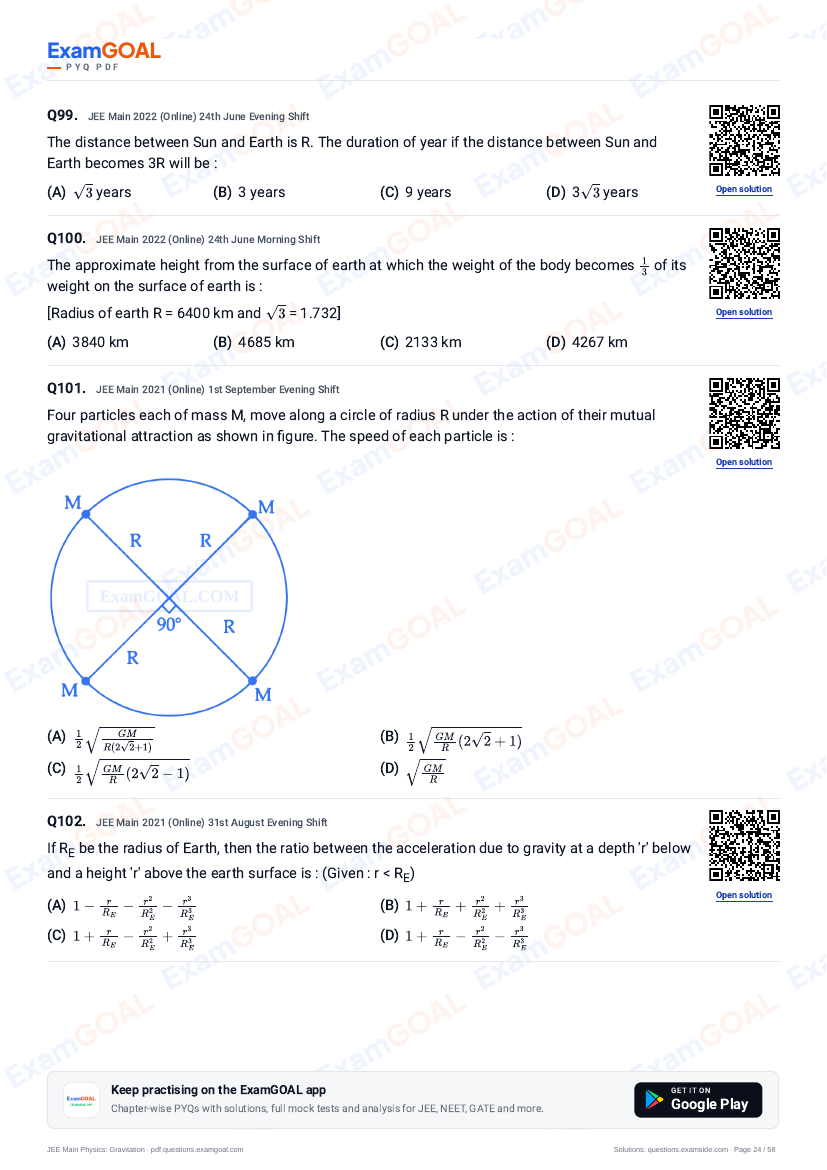 ExamGOAL
PYQ PDF
Q99. JEE Main 2022 (Online) 24th June Evening Shift
The distance between Sun and Earth is R. The duration of year if the distance between Sun and
Earth becomes 3R will be :
(A) √3 years (B) 3 years (C) 9 years (D) 3√3 years
Open solution
Q100. JEE Main 2022 (Online) 24th June Morning Shift
The approximate height from the surface of earth at which the weight of the body becomes 1/3 of its
weight on the surface of earth is :
[Radius of earth R = 6400 km and √3 = 1.732]
(A) 3840 km (B) 4685 km (C) 2133 km (D) 4267 km
Open solution
Q101. JEE Main 2021 (Online) 1st September Evening Shift
Four particles each of mass M, move along a circle of radius R under the action of their mutual
gravitational attraction as shown in figure. The speed of each particle is :
Open solution
M M
R R
ExamGOAL.COM
90°
R R
M M
(A) 1/2 √(GM/(R(2√2+1))) (B) 1/2 √(GM/R (2√2 + 1))
(C) 1/2 √(GM/R (2√2 − 1)) (D) √(GM/R)
Q102. JEE Main 2021 (Online) 31st August Evening Shift
If R_E be the radius of Earth, then the ratio between the acceleration due to gravity at a depth 'r' below
and a height 'r' above the earth surface is : (Given : r < R_E)
Open solution
(A) 1 − r/R_E − r²/R_E² − r³/R_E³ (B) 1 + r/R_E + r²/R_E² + r³/R_E³
(C) 1 + r/R_E − r²/R_E² + r³/R_E³ (D) 1 + r/R_E − r²/R_E² − r³/R_E³
ExamGOAL
Keep practising on the ExamGOAL app
Chapter-wise PYQs with solutions, full mock tests and analysis for JEE, NEET, GATE and more.
GET IT ON
Google Play
JEE Main Physics: Gravitation · pdf.questions.examgoal.com Solutions: questions.examside.com · Page 24 / 58